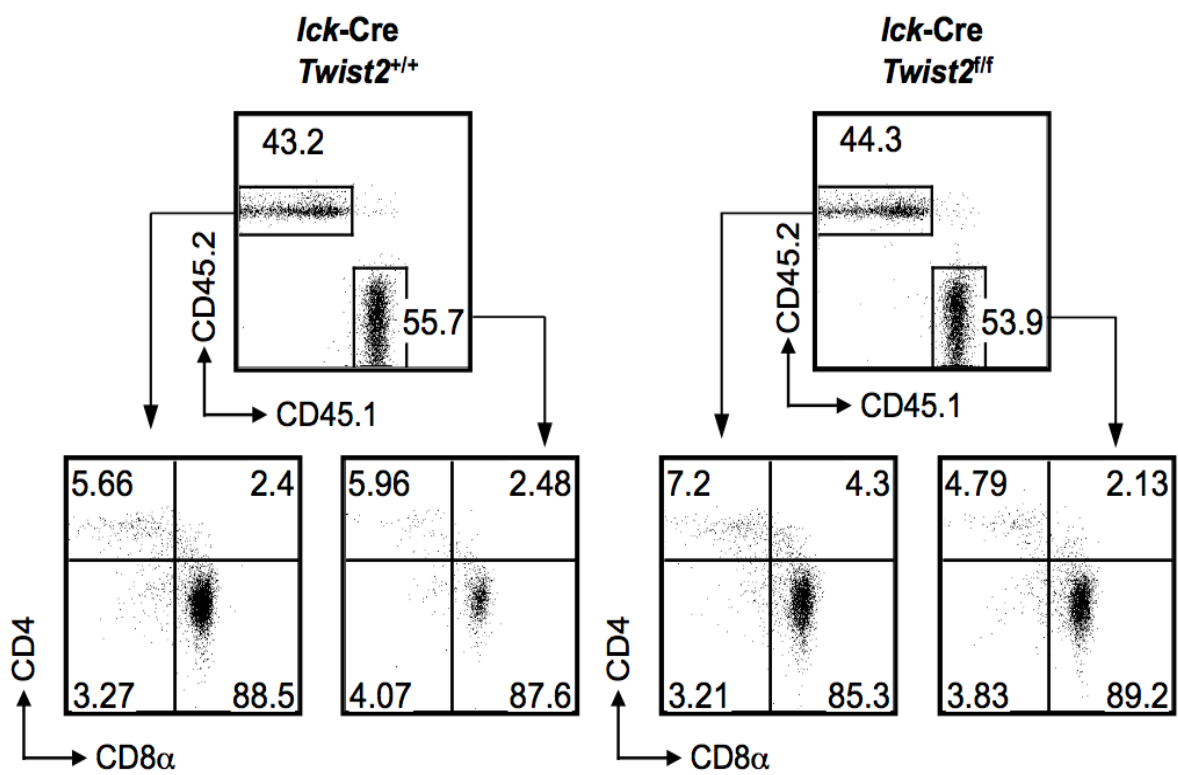 lck-Cre
Twist2+/+
lck-Cre
Twist2f/f
43.2
55.7
CD45.2
CD45.1
44.3
53.9
CD45.2
CD45.1
5.66 2.4
3.27 88.5
5.96 2.48
4.07 87.6
CD4
CD8α
7.2 4.3
3.21 85.3
4.79 2.13
3.83 89.2
CD4
CD8α